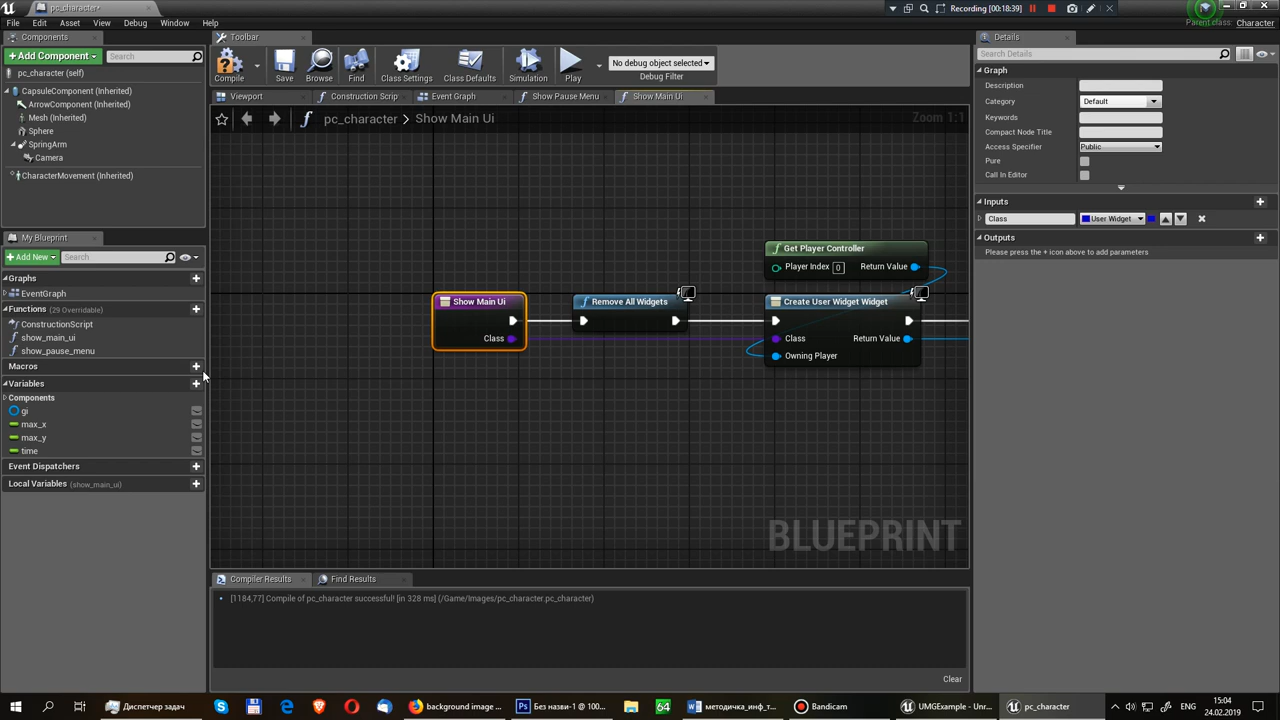 pc_character*
Recording [00:18:39]
File Edit Asset View Debug Window Help
Parent class: Character
Components
Toolbar
Details
+Add Component
Search
Search Details
pc_character (self)
Compile Save Browse Find Class Settings Class Defaults Simulation Play
No debug object selected
Debug Filter
Graph
Description
CapsuleComponent (Inherited)
Viewport Construction Scrip Event Graph Show Pause Menu Show Main Ui
Category Default
ArrowComponent (Inherited)
Mesh (Inherited)
pc_character Show Main Ui Zoom 1:1
Keywords
Sphere
Compact Node Title
SpringArm
Access Specifier Public
Camera
Pure
CharacterMovement (Inherited)
Call In Editor
Inputs
Class User Widget
My Blueprint
Outputs
Please press the + icon above to add parameters
+Add New Search
Graphs
EventGraph
Functions (29 Overridable)
ConstructionScript
show_main_ui
show_pause_menu
Macros
Variables
Components
gi
max_x
max_y
time
Event Dispatchers
Local Variables (show_main_ui)
Get Player Controller
Player Index 0 Return Value
Show Main Ui
Class
Remove All Widgets
Create User Widget Widget
Class Return Value
Owning Player
BLUEPRINT
Compiler Results Find Results
[1184,77] Compile of pc_character successful! [in 328 ms] (/Game/Images/pc_character.pc_character)
Clear
Диспетчер задач
background image ...
Без назви-1 @ 100...
64
методичка_инф_т...
Bandicam
UMGExample - Unr...
pc_character
ENG
15:04
24.02.2019